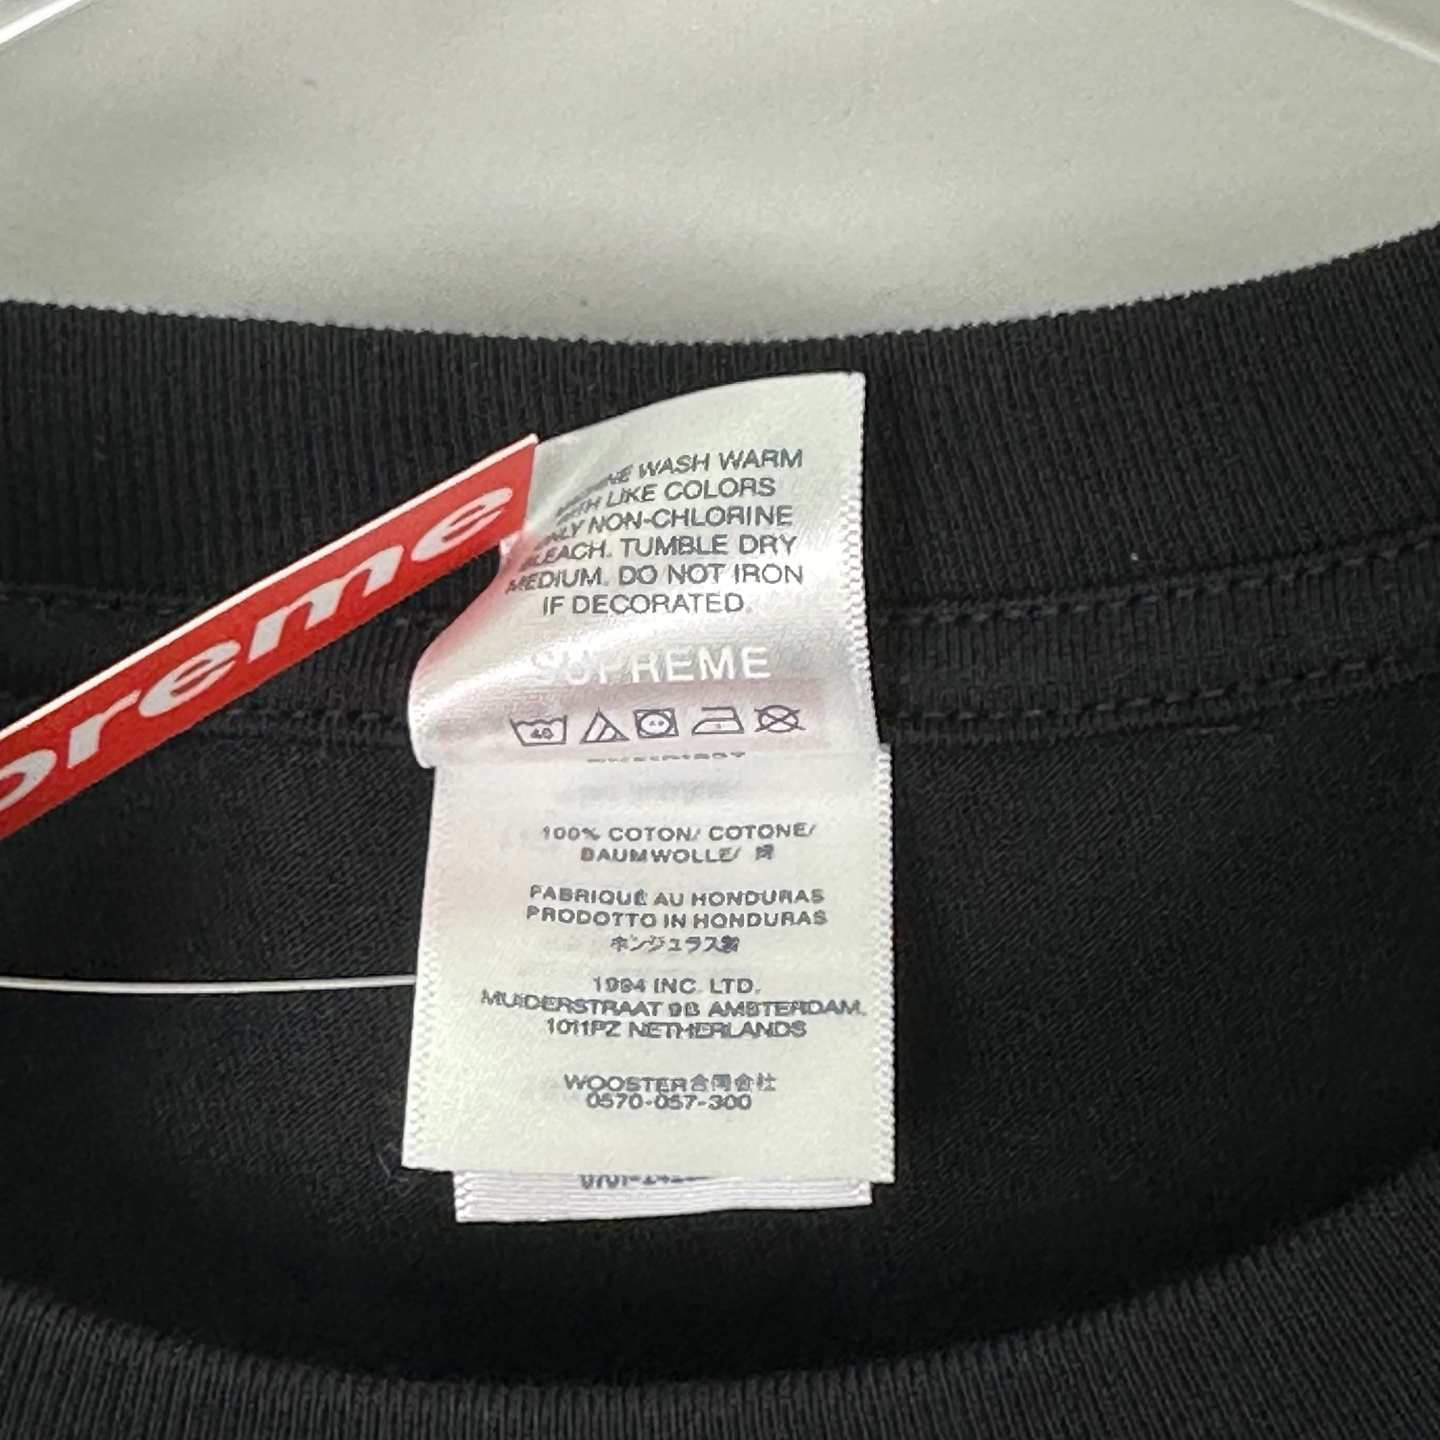 preme
WASH WARM
LIKE COLORS
NON-CHLORINE
BLEACH. TUMBLE DRY
MEDIUM. DO NOT IRON
IF DECORATED.
SUPREME
40
100% COTON/ COTONE/
BAUMWOLLE/ 綿
FABRIQUÉ AU HONDURAS
PRODOTTO IN HONDURAS
ホンジュラス製
1994 INC. LTD.
MUIDERSTRAAT 9B AMSTERDAM,
1011PZ NETHERLANDS
WOOSTER合同会社
0570-057-300